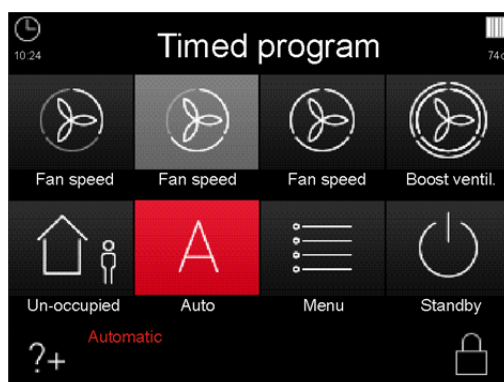 Timed program
10:24
Fan speed
Fan speed
Fan speed
Boost ventil.
Un-occupied
A
Auto
Menu
Standby
Automatic
?+